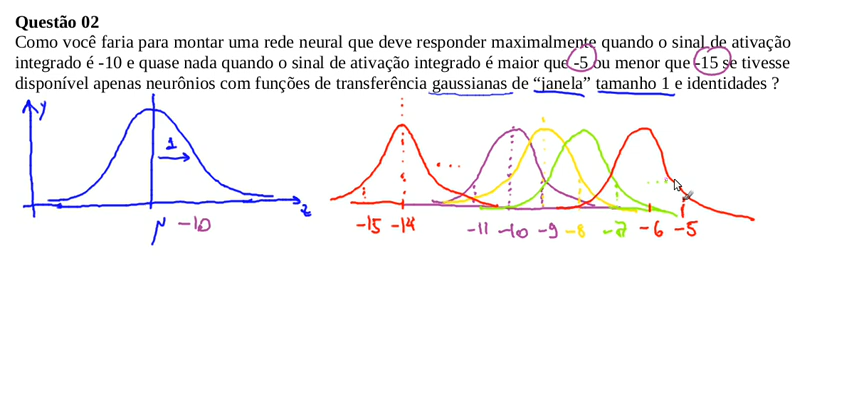 Questão 02
Como você faria para montar uma rede neural que deve responder maximalmente quando o sinal de ativação
integrado é -10 e quase nada quando o sinal de ativação integrado é maior que -5 ou menor que -15 se tivesse
disponível apenas neurônios com funções de transferência gaussianas de “janela” tamanho 1 e identidades ?
y
1
...
...
z
μ -10
-15 -14 -11 -10 -9 -8 -7 -6 -5